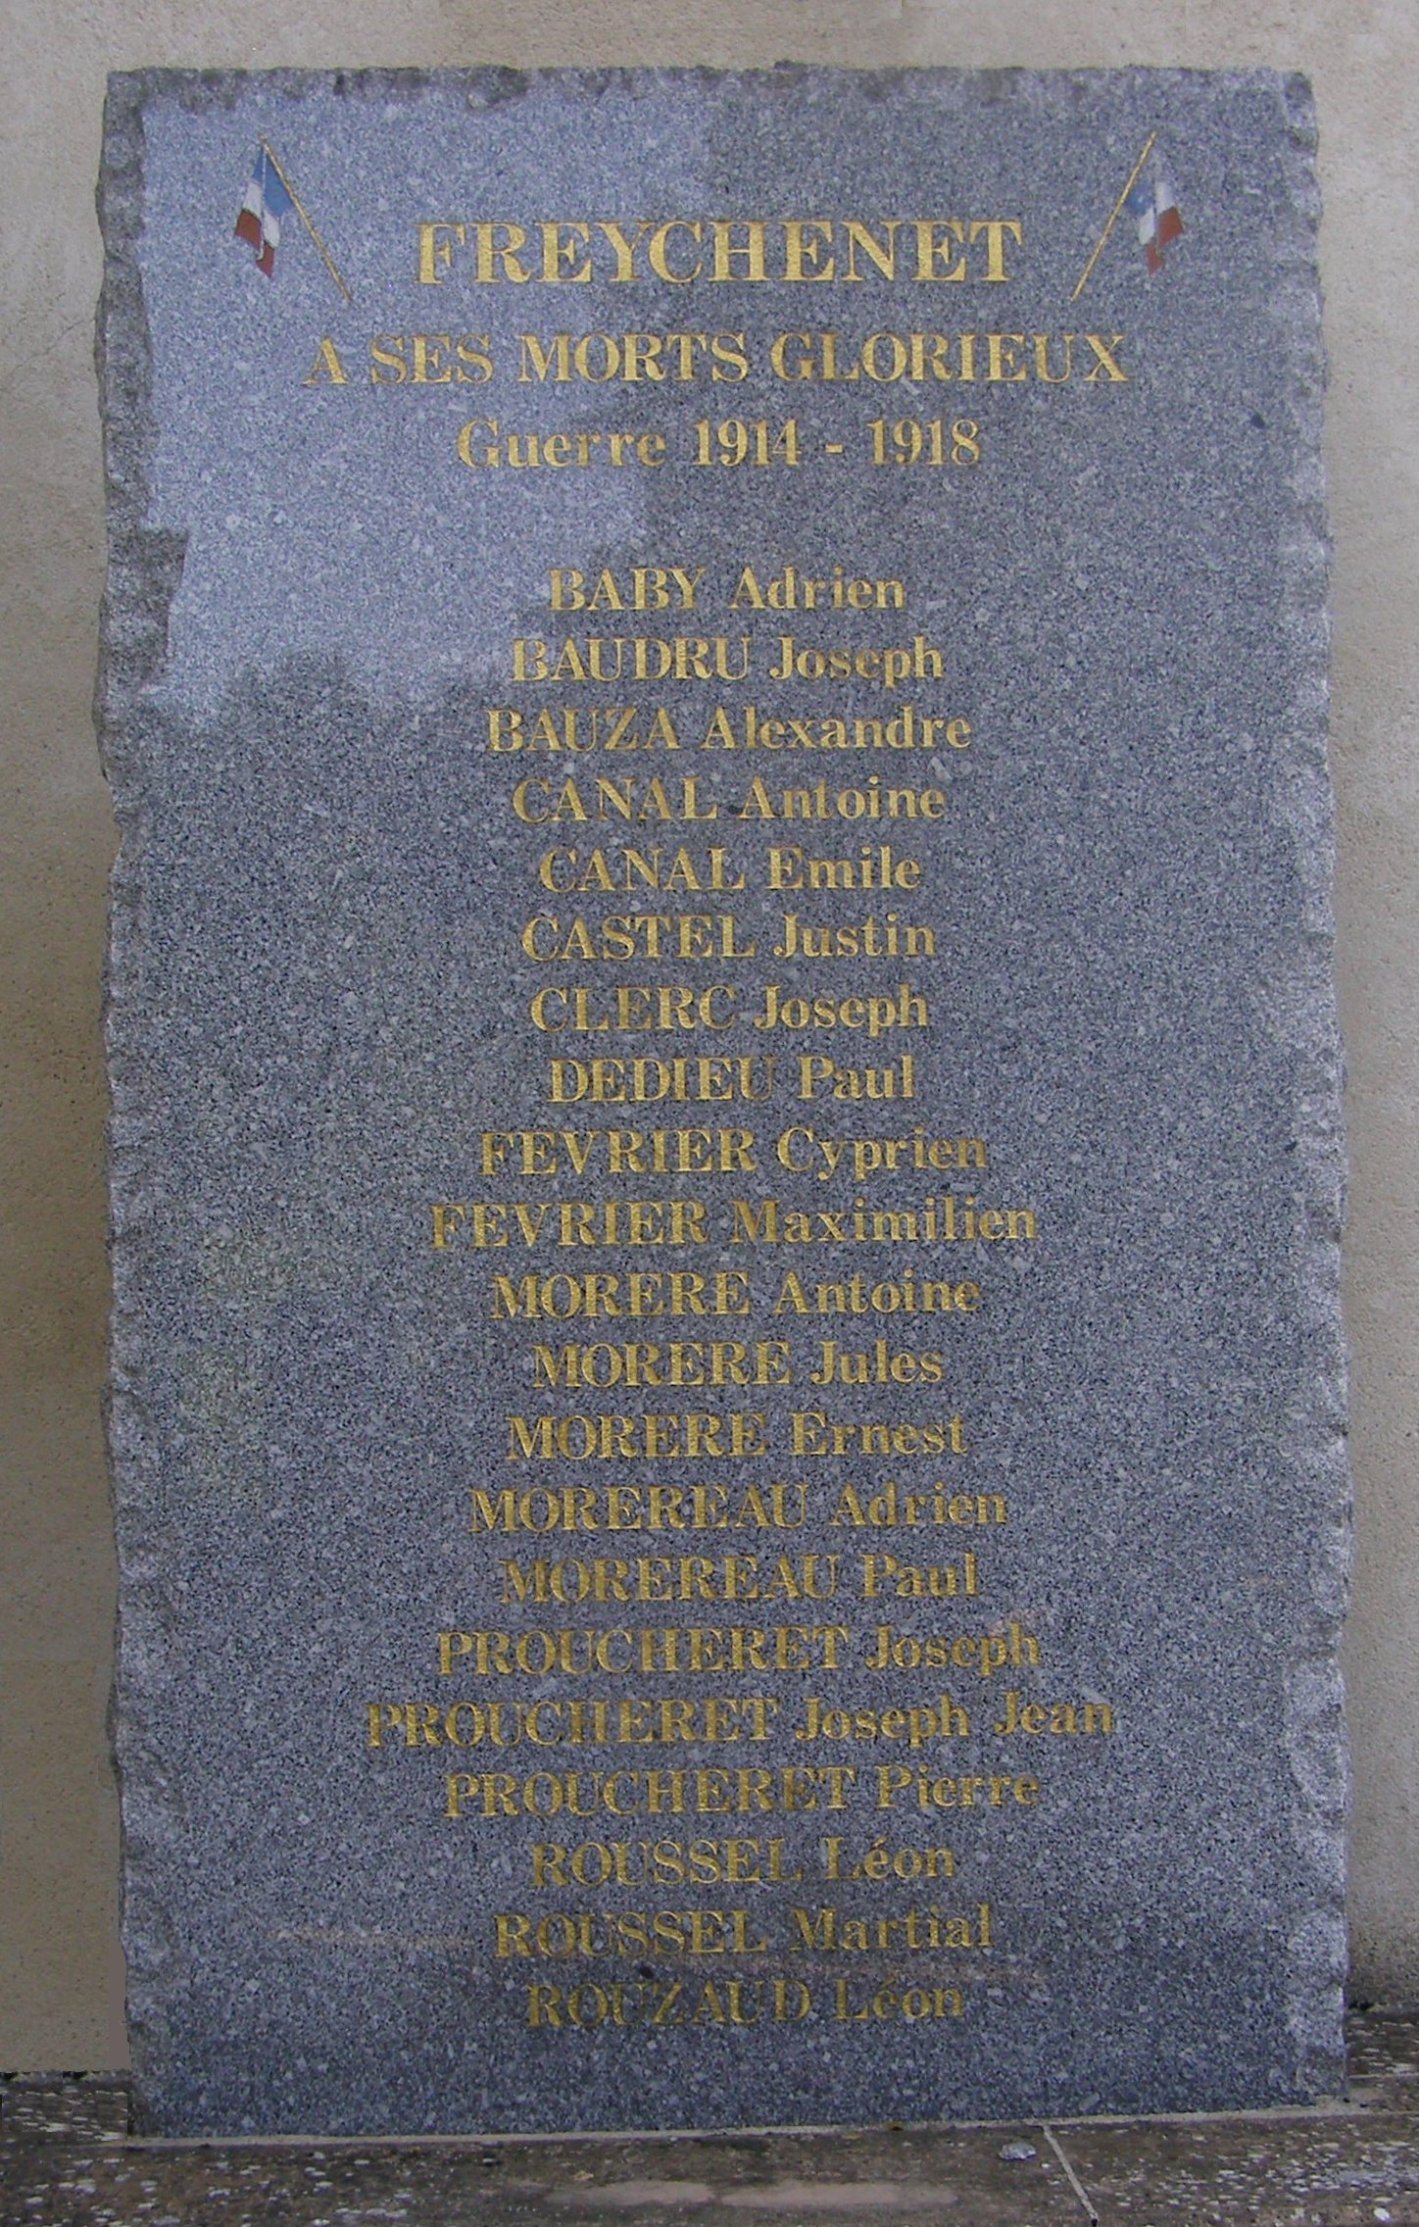 FREYCHENET
A SES MORTS GLORIEUX
Guerre 1914 - 1918
BABY Adrien
BAUDRU Joseph
BAUZA Alexandre
CANAL Antoine
CANAL Emile
CASTEL Justin
CLERC Joseph
DEDIEU Paul
FEVRIER Cyprien
FEVRIER Maximilien
MORERE Antoine
MORERE Jules
MORERE Ernest
MOREREAU Adrien
MOREREAU Paul
PROUCHERET Joseph
PROUCHERET Joseph Jean
PROUCHERET Pierre
ROUSSEL Léon
ROUSSEL Martial
ROUZAUD Léon